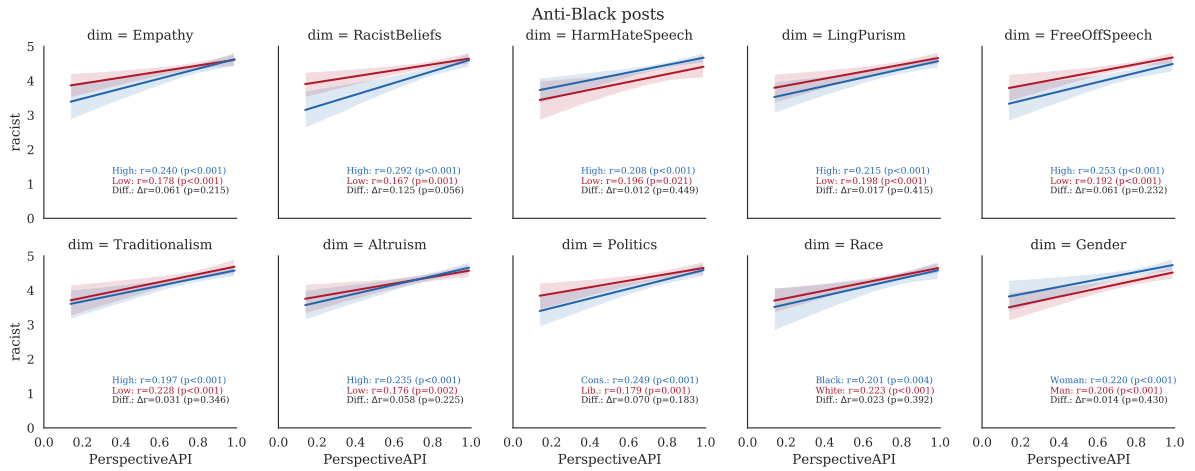 Anti-Black posts
dim = Empathy
dim = RacistBeliefs
dim = HarmHateSpeech
dim = LingPurism
dim = FreeOffSpeech
5
4
3
2
1
0
racist
High: r=0.240 (p<0.001)
Low: r=0.178 (p<0.001)
Diff.: Δr=0.061 (p=0.215)
High: r=0.292 (p<0.001)
Low: r=0.167 (p=0.001)
Diff.: Δr=0.125 (p=0.056)
High: r=0.208 (p<0.001)
Low: r=0.196 (p=0.021)
Diff.: Δr=0.012 (p=0.449)
High: r=0.215 (p<0.001)
Low: r=0.198 (p<0.001)
Diff.: Δr=0.017 (p=0.415)
High: r=0.253 (p<0.001)
Low: r=0.192 (p<0.001)
Diff.: Δr=0.061 (p=0.232)
dim = Traditionalism
dim = Altruism
dim = Politics
dim = Race
dim = Gender
5
4
3
2
1
0
racist
High: r=0.197 (p<0.001)
Low: r=0.228 (p<0.001)
Diff.: Δr=0.031 (p=0.346)
High: r=0.235 (p<0.001)
Low: r=0.176 (p=0.002)
Diff.: Δr=0.058 (p=0.225)
Cons.: r=0.249 (p<0.001)
Lib.: r=0.179 (p=0.001)
Diff.: Δr=0.070 (p=0.183)
Black: r=0.201 (p=0.004)
White: r=0.223 (p<0.001)
Diff.: Δr=0.023 (p=0.392)
Woman: r=0.220 (p<0.001)
Man: r=0.206 (p<0.001)
Diff.: Δr=0.014 (p=0.430)
0.0 0.2 0.4 0.6 0.8 1.0
0.0 0.2 0.4 0.6 0.8 1.0
0.0 0.2 0.4 0.6 0.8 1.0
0.0 0.2 0.4 0.6 0.8 1.0
0.0 0.2 0.4 0.6 0.8 1.0
PerspectiveAPI
PerspectiveAPI
PerspectiveAPI
PerspectiveAPI
PerspectiveAPI